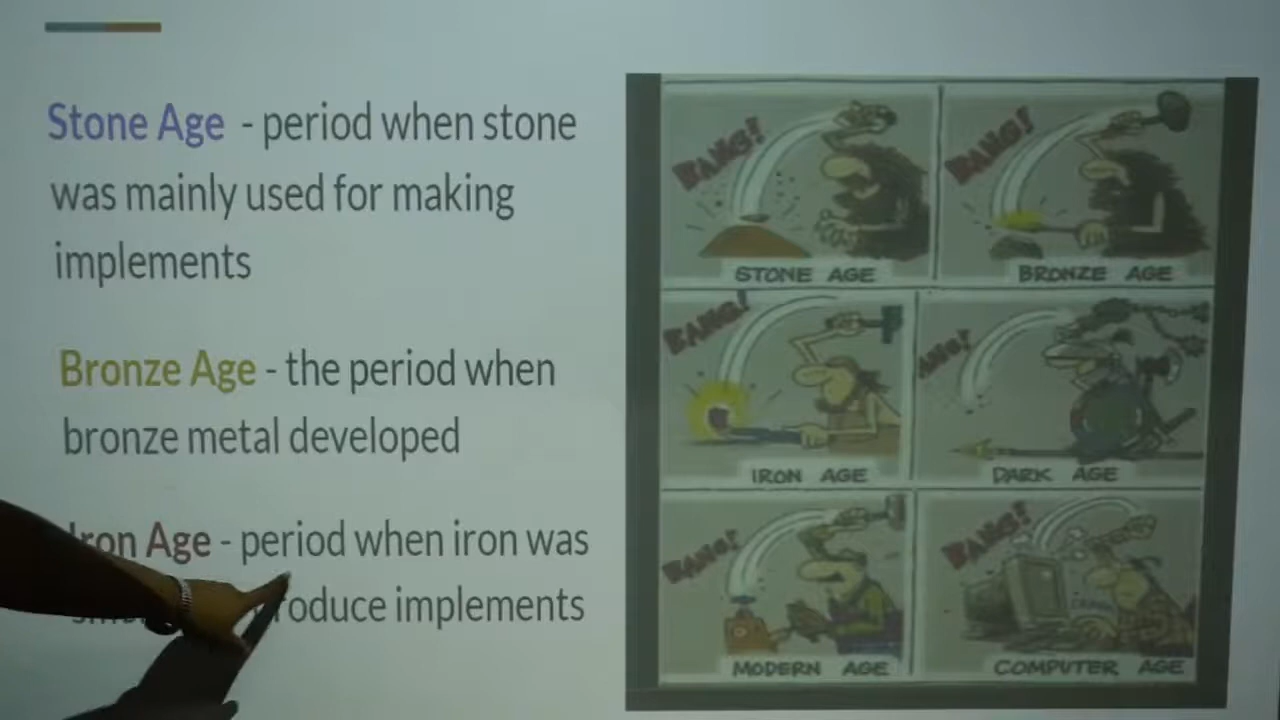 Stone Age - period when stone
was mainly used for making
implements
Bronze Age - the period when
bronze metal developed
Iron Age - period when iron was
produce implements
BANG!
STONE AGE
BANG!
BRONZE AGE
BANG!
IRON AGE
ANG!
DARK AGE
BANG!
MODERN AGE
BANG!
COMPUTER AGE